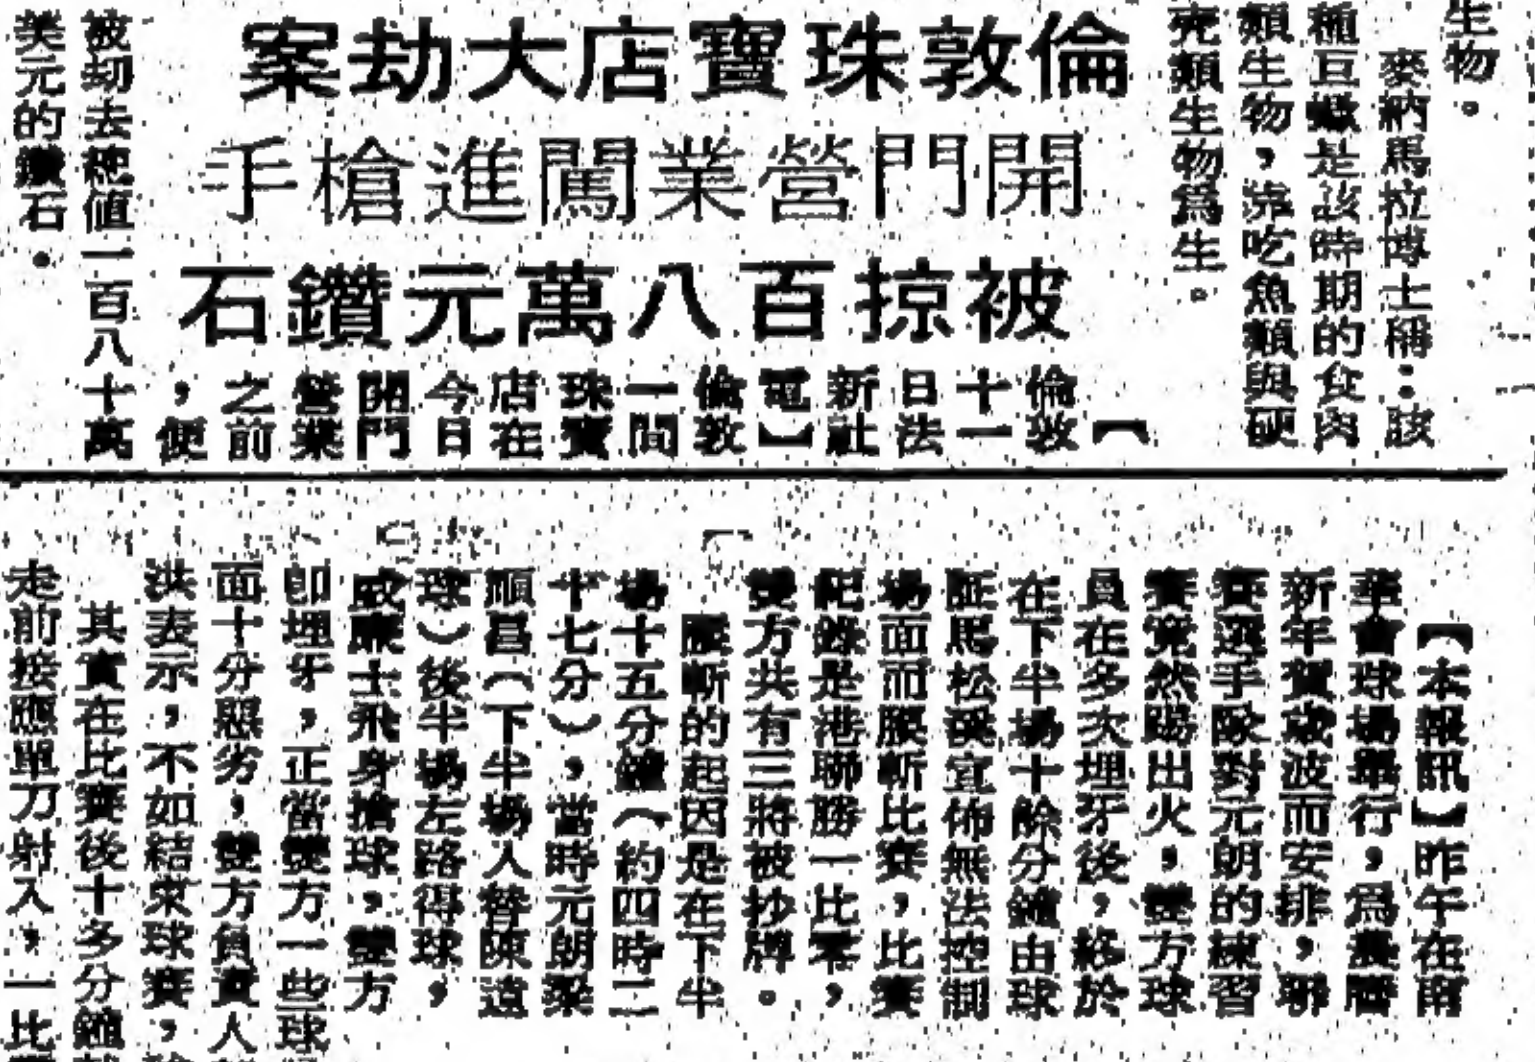 生物。
麥納馬拉博士稱：該
種巨蠍是該時期的食肉
類生物，靠吃魚類與硬
壳類生物為生。
倫敦珠寶店大劫案
開門營業闖進槍手
被掠百八萬元鑽石
【
倫敦
十一
日法
新社
電】
倫敦
一間
珠寶
店在
今日
開門
營業
之前
，便
被劫去總值一百八十萬
美元的鑽石。
【本報訊】昨午在南
華會球場舉行，為農曆
新年賀歲波而安排，聯
賽選手隊對元朗的練習
賽竟然踢出火，雙方球
員在多次埋牙後，終於
在下半場十餘分鐘由球
証馬松漢宣佈無法控制
場面而腰斬比賽，比賽
紀錄是港聯勝一比零，
雙方共有三將被抄牌。
腰斬的起因是在下半
場十五分鐘（約四時二
十七分），當時元朗梁
順昌（下半場入替陳遠
球）後半場左路得球，
威廉士飛身搶球，雙方
即埋牙，正當雙方一些球
面十分惡劣，雙方負責人
洪表示，不如結束球賽，
其實在比賽後十多分鐘
走前接應單刀射入，一比